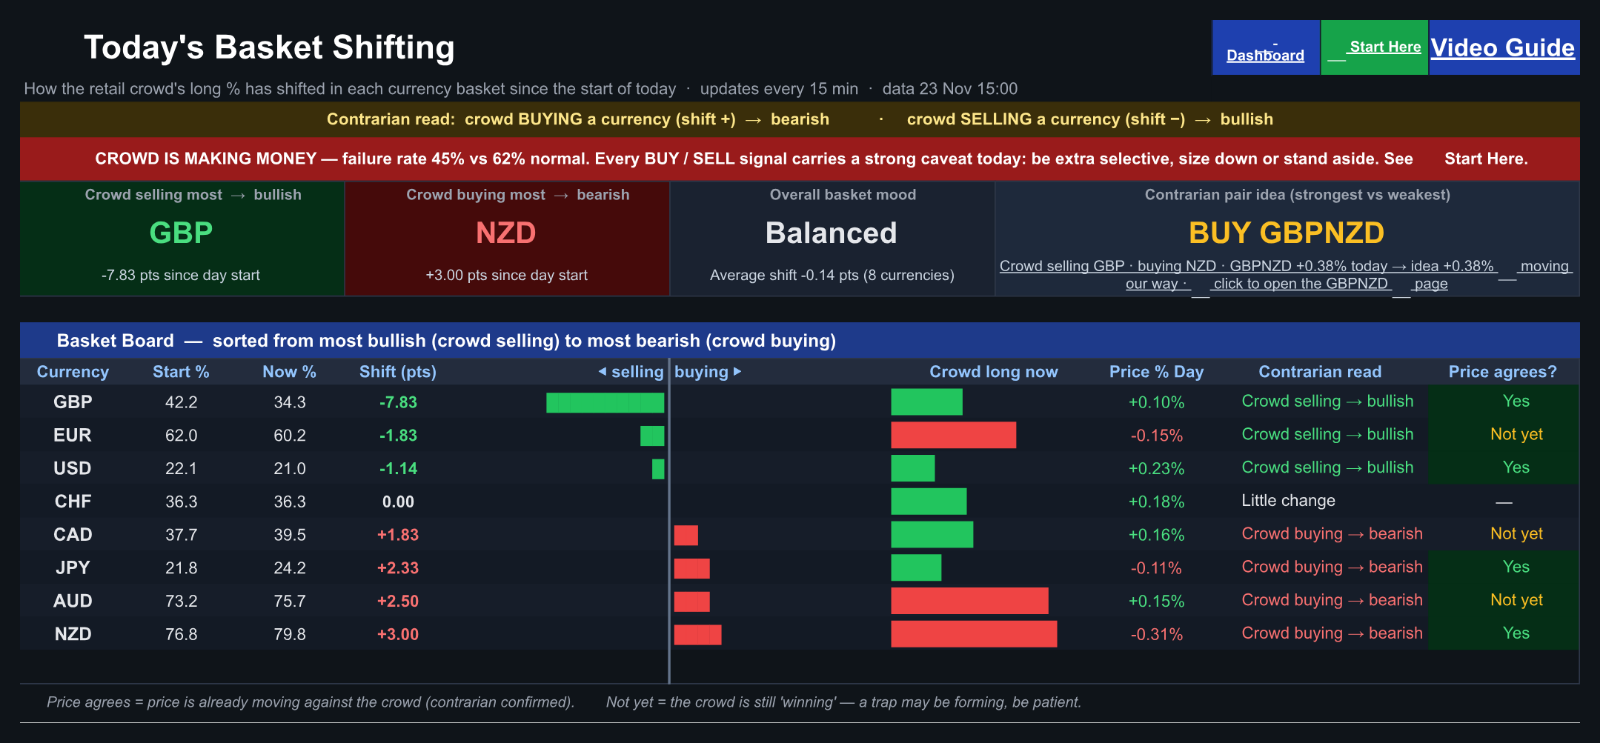 Today's Basket Shifting
Dashboard
Start Here
Video Guide
How the retail crowd's long % has shifted in each currency basket since the start of today · updates every 15 min · data 23 Nov 15:00
Contrarian read: crowd BUYING a currency (shift +) → bearish · crowd SELLING a currency (shift −) → bullish
CROWD IS MAKING MONEY — failure rate 45% vs 62% normal. Every BUY / SELL signal carries a strong caveat today: be extra selective, size down or stand aside. See Start Here.
Crowd selling most → bullish
GBP
-7.83 pts since day start
Crowd buying most → bearish
NZD
+3.00 pts since day start
Overall basket mood
Balanced
Average shift -0.14 pts (8 currencies)
Contrarian pair idea (strongest vs weakest)
BUY GBPNZD
Crowd selling GBP · buying NZD · GBPNZD +0.38% today → idea +0.38% moving
our way · click to open the GBPNZD page
Basket Board — sorted from most bullish (crowd selling) to most bearish (crowd buying)
Currency Start % Now % Shift (pts) ◂ selling buying ▸ Crowd long now Price % Day Contrarian read Price agrees?
GBP 42.2 34.3 -7.83 +0.10% Crowd selling → bullish Yes
EUR 62.0 60.2 -1.83 -0.15% Crowd selling → bullish Not yet
USD 22.1 21.0 -1.14 +0.23% Crowd selling → bullish Yes
CHF 36.3 36.3 0.00 +0.18% Little change —
CAD 37.7 39.5 +1.83 +0.16% Crowd buying → bearish Not yet
JPY 21.8 24.2 +2.33 -0.11% Crowd buying → bearish Yes
AUD 73.2 75.7 +2.50 +0.15% Crowd buying → bearish Not yet
NZD 76.8 79.8 +3.00 -0.31% Crowd buying → bearish Yes
Price agrees = price is already moving against the crowd (contrarian confirmed). Not yet = the crowd is still 'winning' — a trap may be forming, be patient.